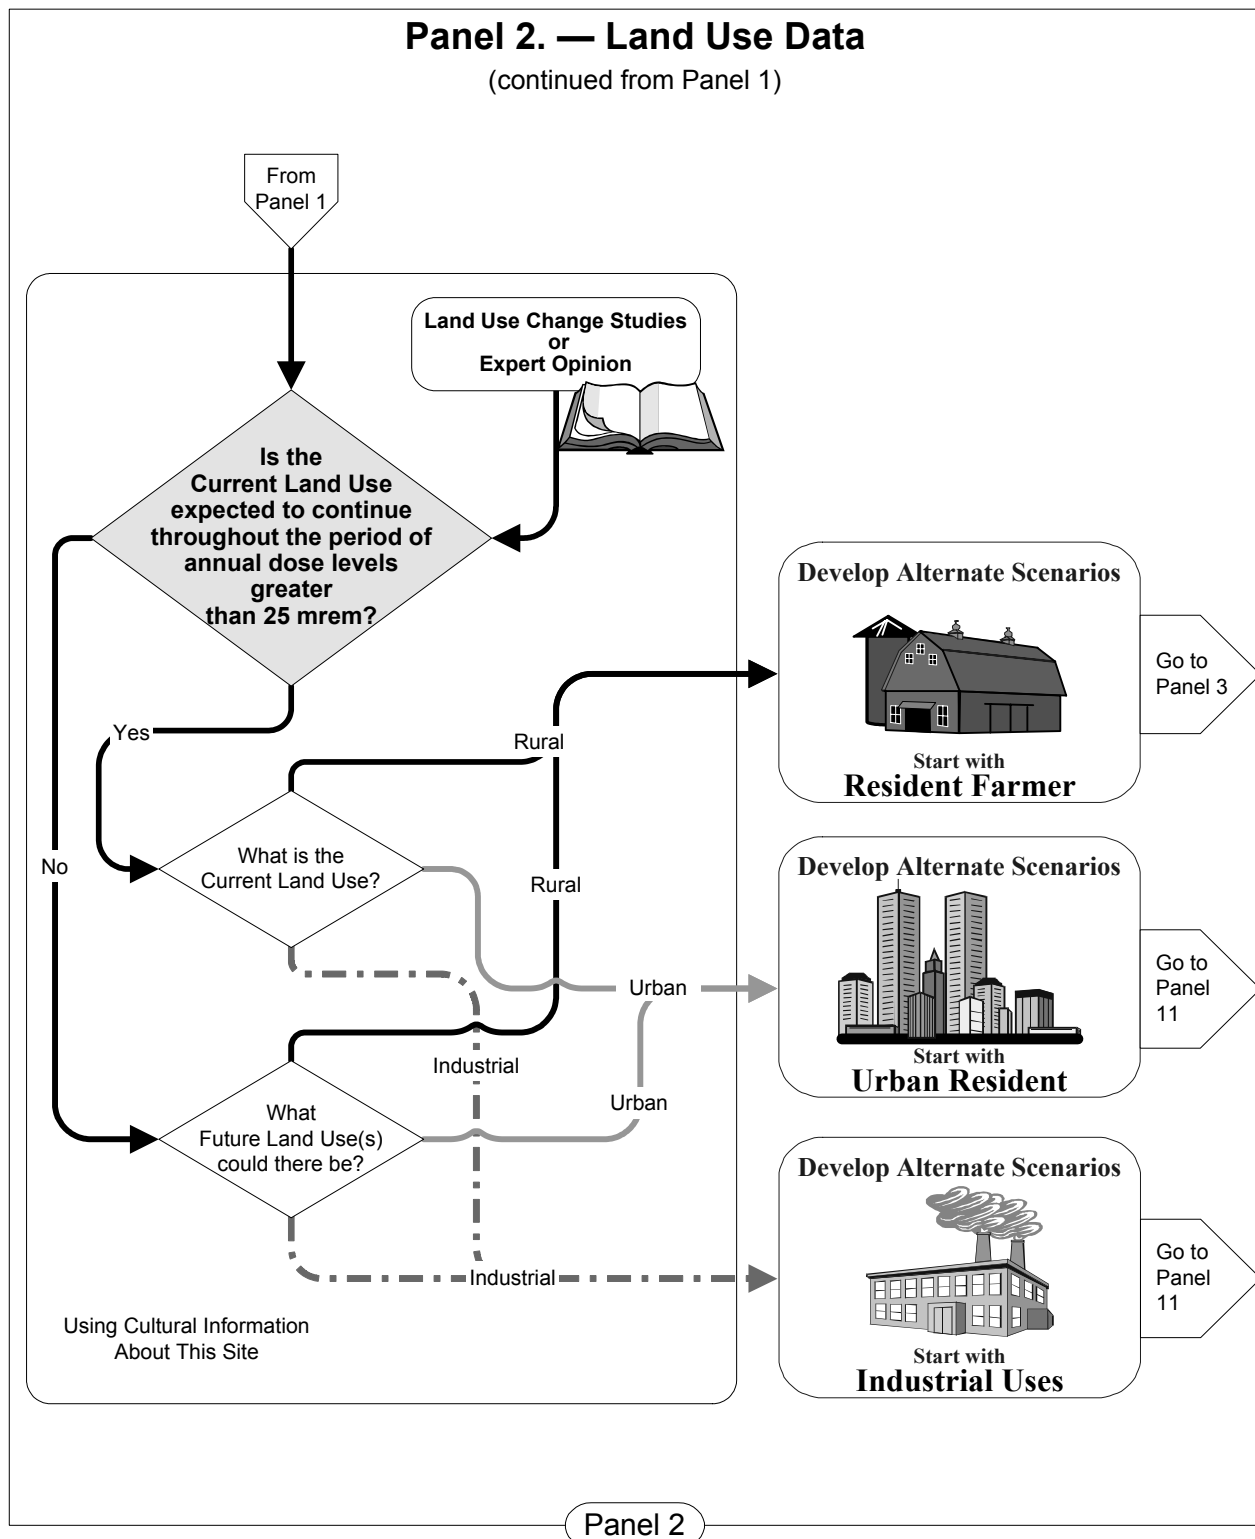 Panel 2. — Land Use Data
(continued from Panel 1)
From
Panel 1
Land Use Change Studies
or
Expert Opinion
Is the
Current Land Use
expected to continue
throughout the period of
annual dose levels
greater
than 25 mrem?
Develop Alternate Scenarios
Start with
Resident Farmer
Go to
Panel 3
Yes
Rural
What is the
Current Land Use?
No
Rural
Develop Alternate Scenarios
Start with
Urban Resident
Go to
Panel
11
Urban
Industrial
Urban
What
Future Land Use(s)
could there be?
Develop Alternate Scenarios
Start with
Industrial Uses
Go to
Panel
11
Industrial
Using Cultural Information
About This Site
Panel 2